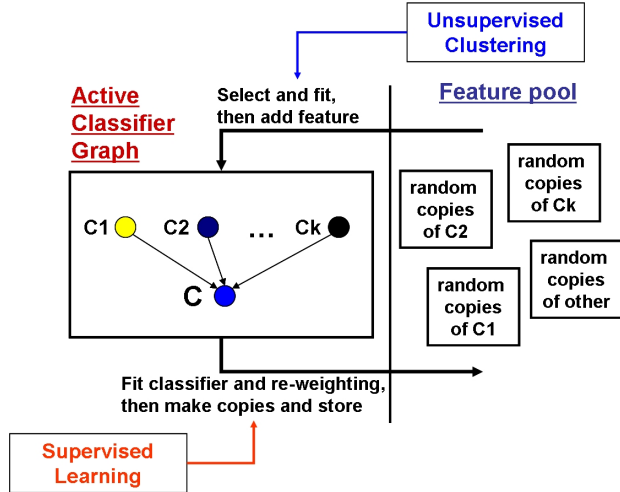 Unsupervised
Clustering
Active
Classifier
Graph
Select and fit,
then add feature
Feature pool
C1
C2
...
Ck
C
random
copies
of C2
random
copies
of Ck
random
copies
of C1
random
copies
of other
Fit classifier and re-weighting,
then make copies and store
Supervised
Learning